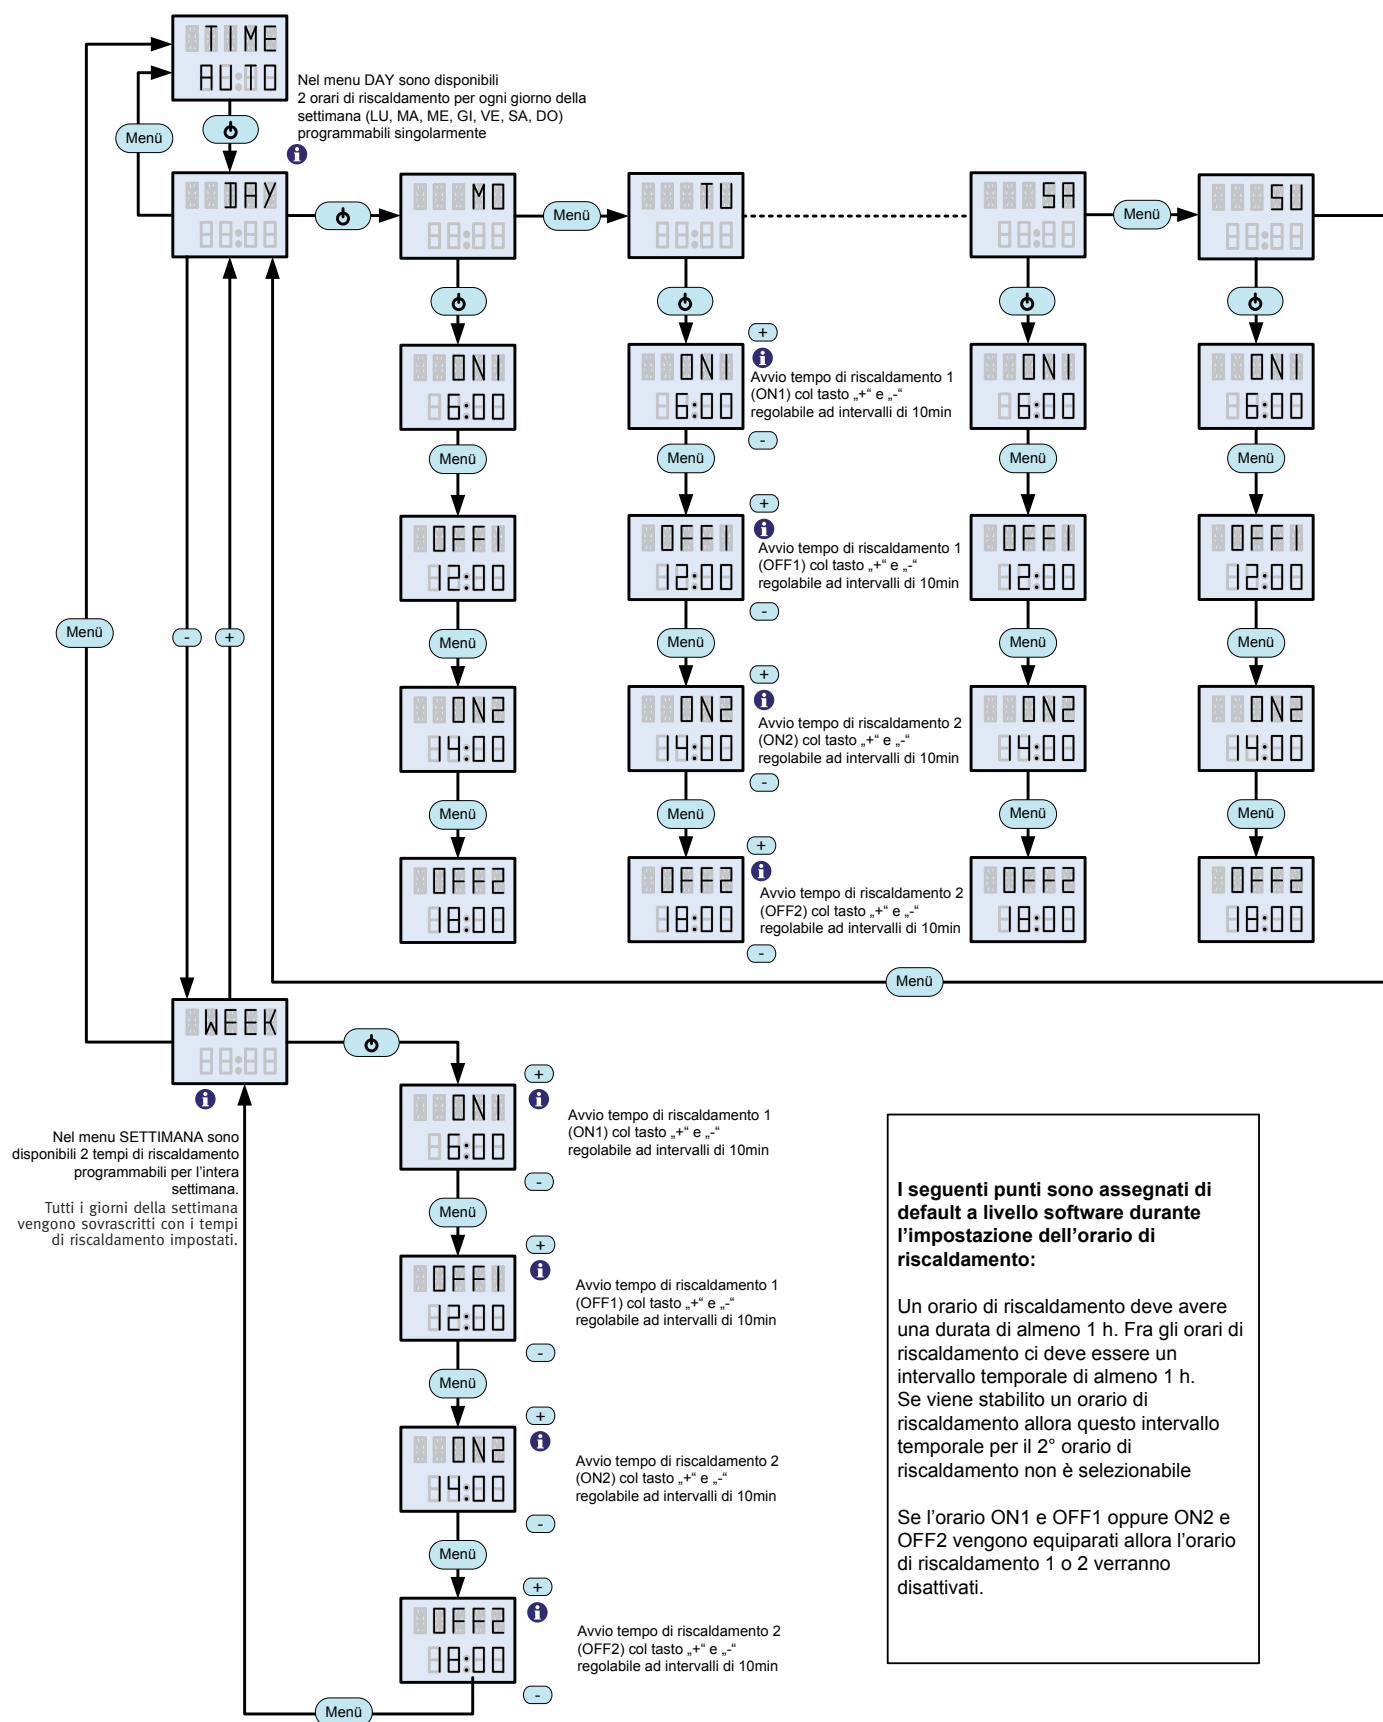 TIME
AUTO
Nel menu DAY sono disponibili
2 orari di riscaldamento per ogni giorno della
settimana (LU, MA, ME, GI, VE, SA, DO)
programmabili singolarmente
Menü
DAY
MO
Menü
TU
SA
Menü
SU
ON1
6:00
ON1
6:00
+
Avvio tempo di riscaldamento 1
(ON1) col tasto „+“ e „-“
regolabile ad intervalli di 10min
-
ON1
6:00
ON1
6:00
Menü
Menü
Menü
Menü
OFF1
12:00
OFF1
12:00
+
Avvio tempo di riscaldamento 1
(OFF1) col tasto „+“ e „-“
regolabile ad intervalli di 10min
-
OFF1
12:00
OFF1
12:00
Menü
-
+
Menü
Menü
Menü
Menü
ON2
14:00
ON2
14:00
+
Avvio tempo di riscaldamento 2
(ON2) col tasto „+“ e „-“
regolabile ad intervalli di 10min
-
ON2
14:00
ON2
14:00
Menü
Menü
Menü
Menü
OFF2
18:00
OFF2
18:00
+
Avvio tempo di riscaldamento 2
(OFF2) col tasto „+“ e „-“
regolabile ad intervalli di 10min
-
OFF2
18:00
OFF2
18:00
Menü
WEEK
Nel menu SETTIMANA sono
disponibili 2 tempi di riscaldamento
programmabili per l'intera
settimana.
Tutti i giorni della settimana
vengono sovrascritti con i tempi
di riscaldamento impostati.
ON1
6:00
+
Avvio tempo di riscaldamento 1
(ON1) col tasto „+“ e „-“
regolabile ad intervalli di 10min
-
Menü
OFF1
12:00
+
Avvio tempo di riscaldamento 1
(OFF1) col tasto „+“ e „-“
regolabile ad intervalli di 10min
-
Menü
ON2
14:00
+
Avvio tempo di riscaldamento 2
(ON2) col tasto „+“ e „-“
regolabile ad intervalli di 10min
-
Menü
OFF2
18:00
+
Avvio tempo di riscaldamento 2
(OFF2) col tasto „+“ e „-“
regolabile ad intervalli di 10min
-
Menü
I seguenti punti sono assegnati di
default a livello software durante
l'impostazione dell'orario di
riscaldamento:
Un orario di riscaldamento deve avere
una durata di almeno 1 h. Fra gli orari di
riscaldamento ci deve essere un
intervallo temporale di almeno 1 h.
Se viene stabilito un orario di
riscaldamento allora questo intervallo
temporale per il 2° orario di
riscaldamento non è selezionabile
Se l'orario ON1 e OFF1 oppure ON2 e
OFF2 vengono equiparati allora l'orario
di riscaldamento 1 o 2 verranno
disattivati.